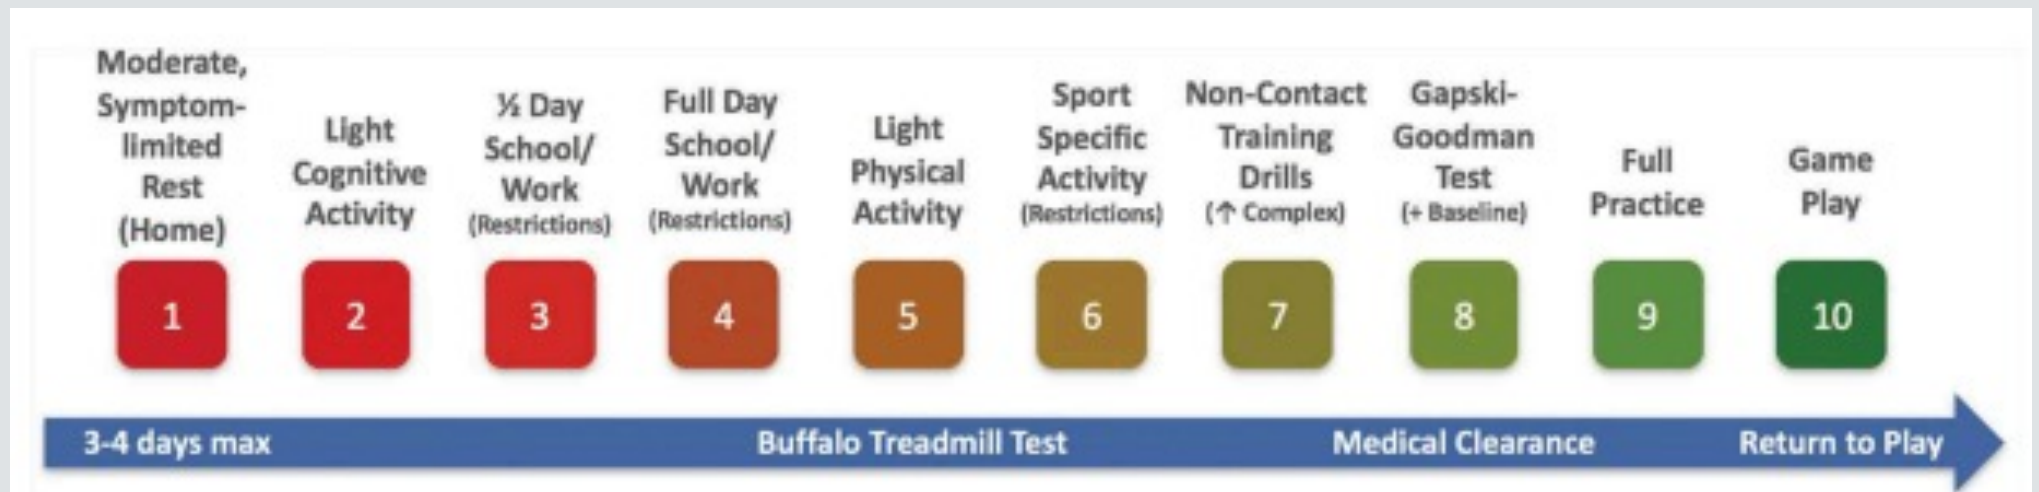 Moderate,
Symptom-
limited
Rest
(Home)
Light
Cognitive
Activity
½ Day
School/
Work
(Restrictions)
Full Day
School/
Work
(Restrictions)
Light
Physical
Activity
Sport
Specific
Activity
(Restrictions)
Non-Contact
Training
Drills
(↑ Complex)
Gapski-
Goodman
Test
(+ Baseline)
Full
Practice
Game
Play
1 2 3 4 5 6 7 8 9 10
3-4 days max Buffalo Treadmill Test Medical Clearance Return to Play